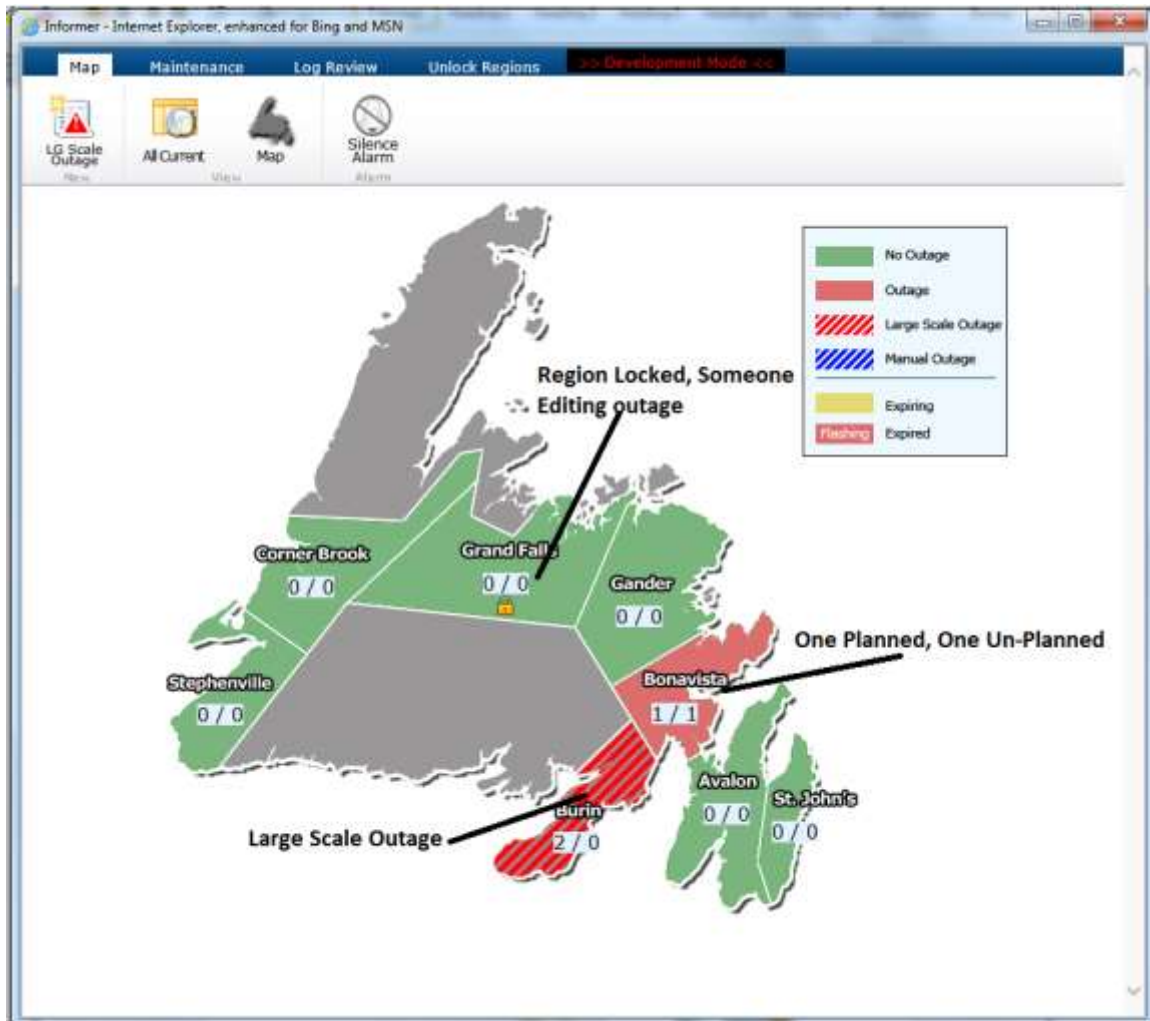 Informer - Internet Explorer, enhanced for Bing and MSN
Map Maintenance Log Review Unlock Regions >> Development Mode <<
LG Scale Outage
All Current
Map
Silence Alarm
New View Alarm
No Outage
Outage
Large Scale Outage
Manual Outage
Expiring
Flashing Expired
Region Locked, Someone
Editing outage
Corner Brook
0 / 0
Grand Falls
0 / 0
Gander
0 / 0
One Planned, One Un-Planned
Stephenville
0 / 0
Bonavista
1 / 1
Avalon
0 / 0
St. John's
0 / 0
Large Scale Outage
Burin
2 / 0